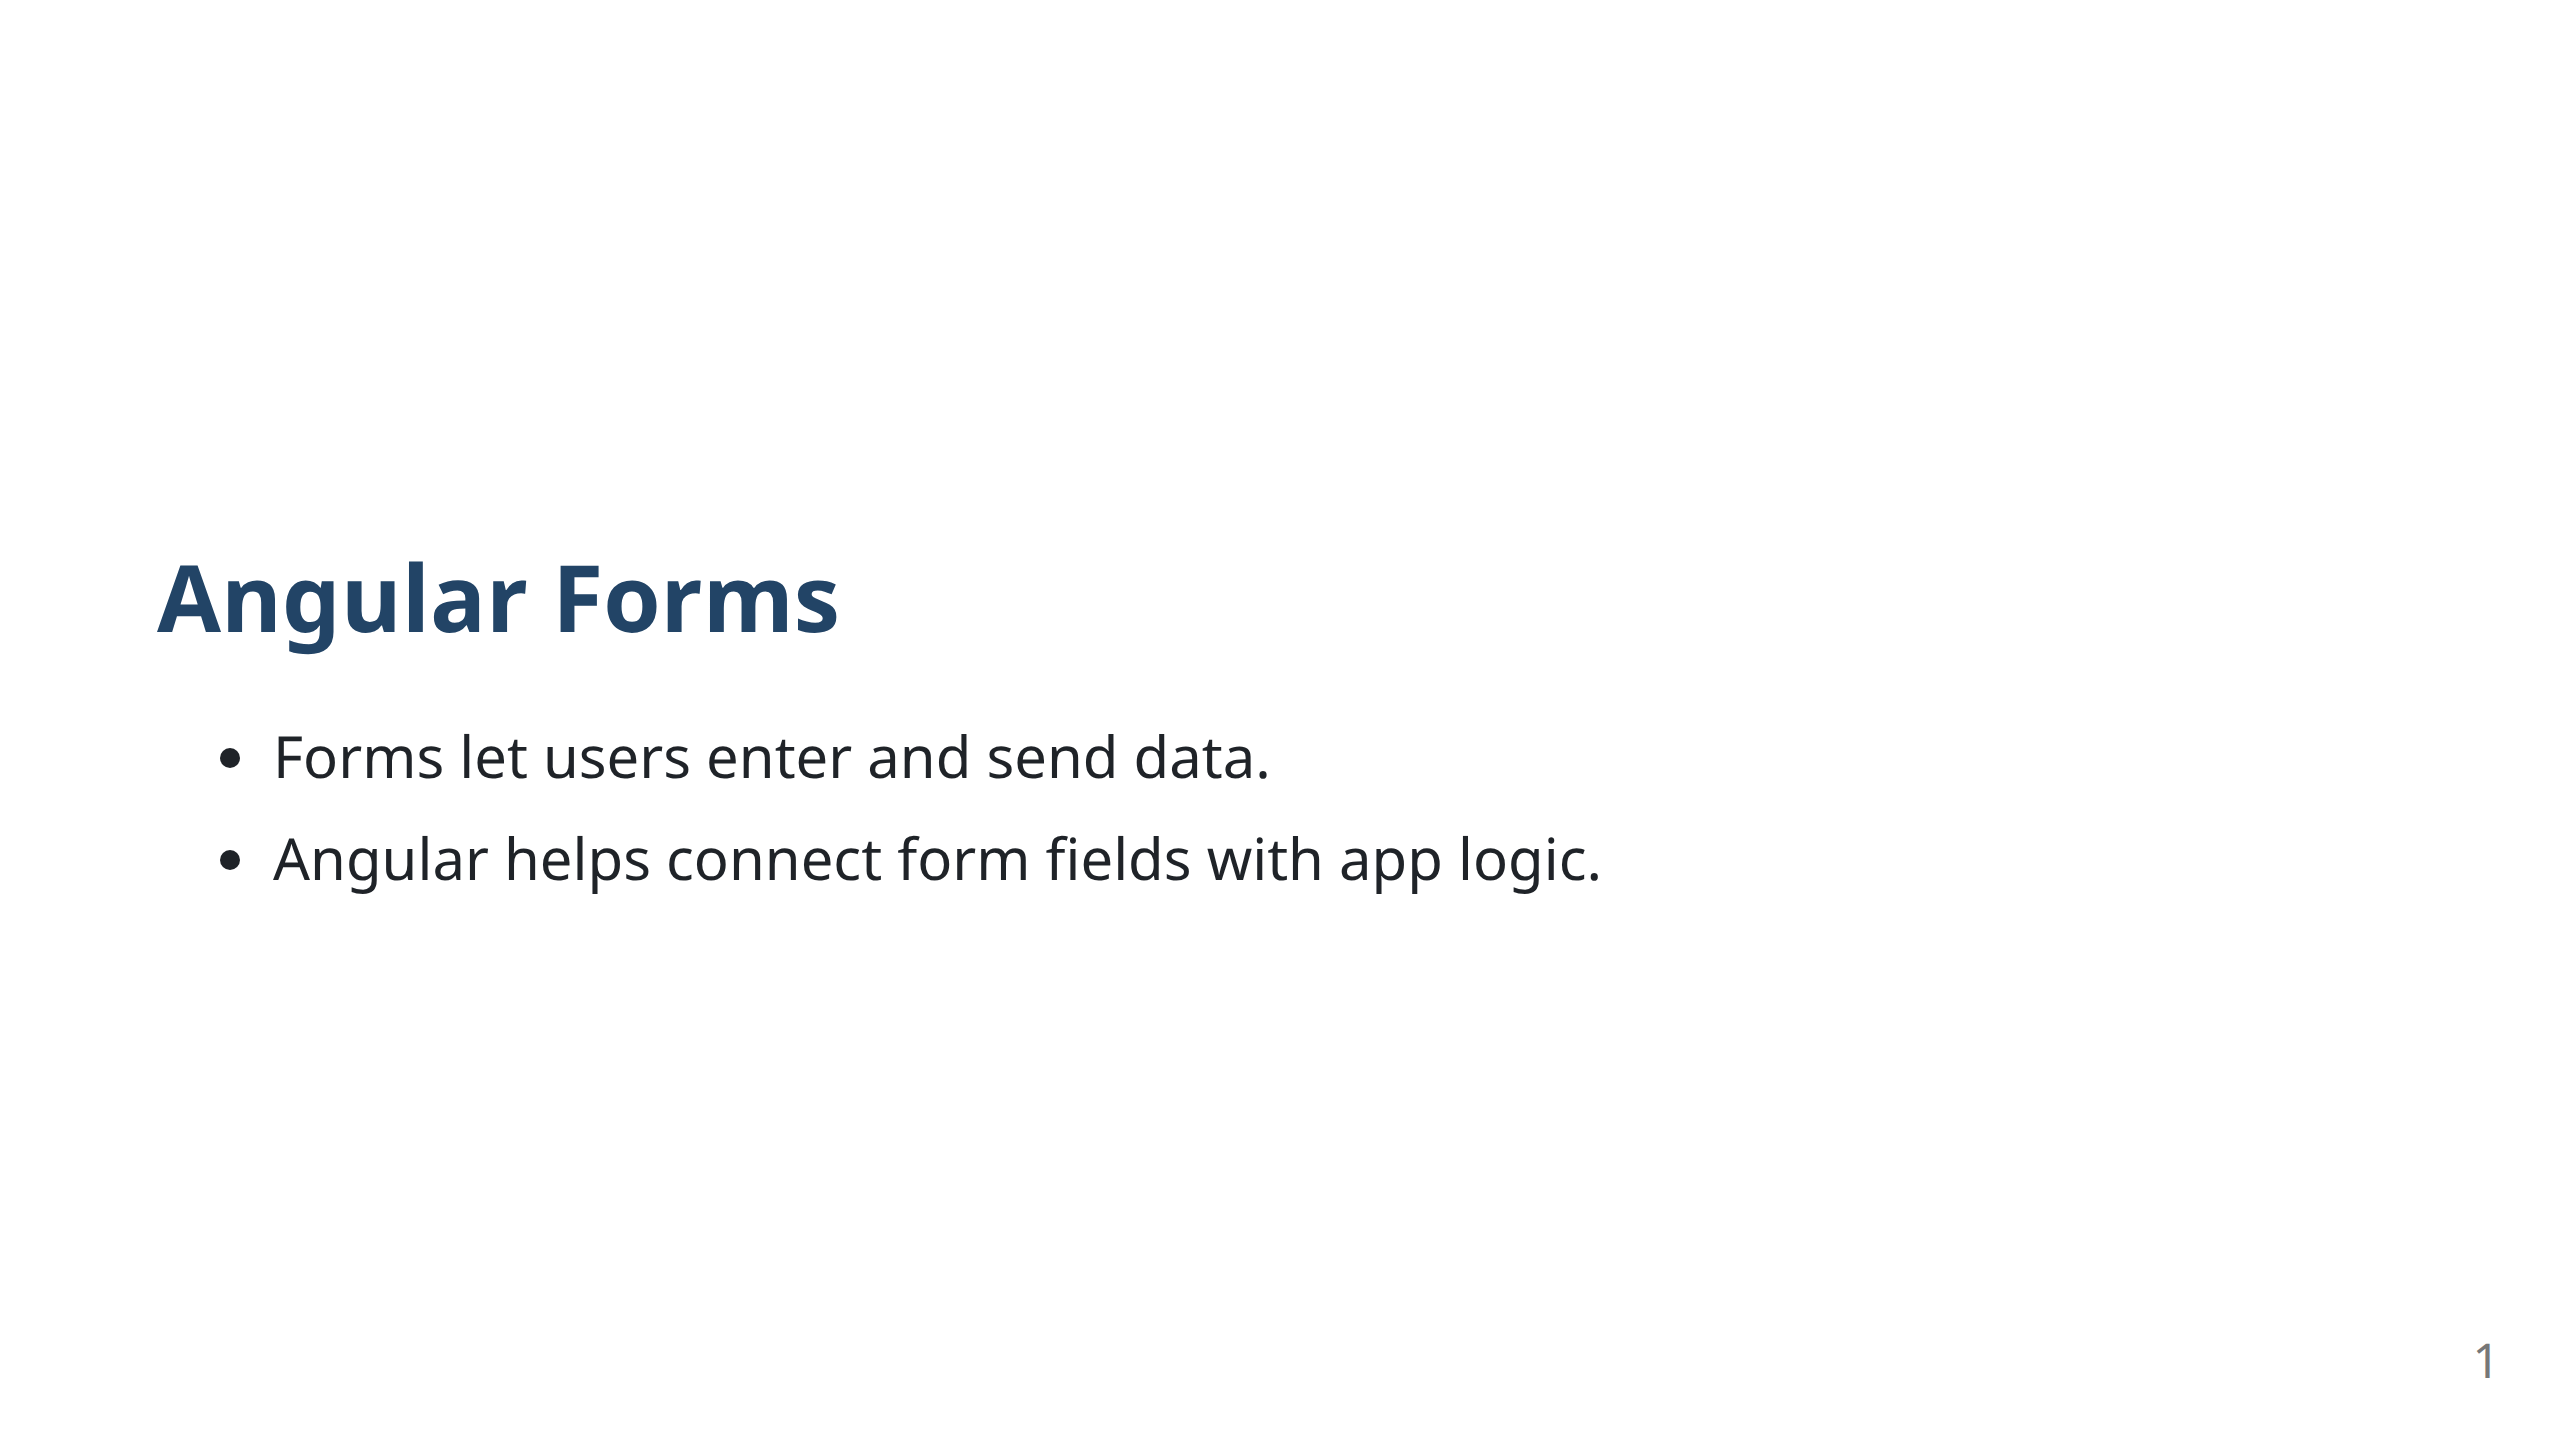 Angular Forms
• Forms let users enter and send data.
• Angular helps connect form fields with app logic.
1